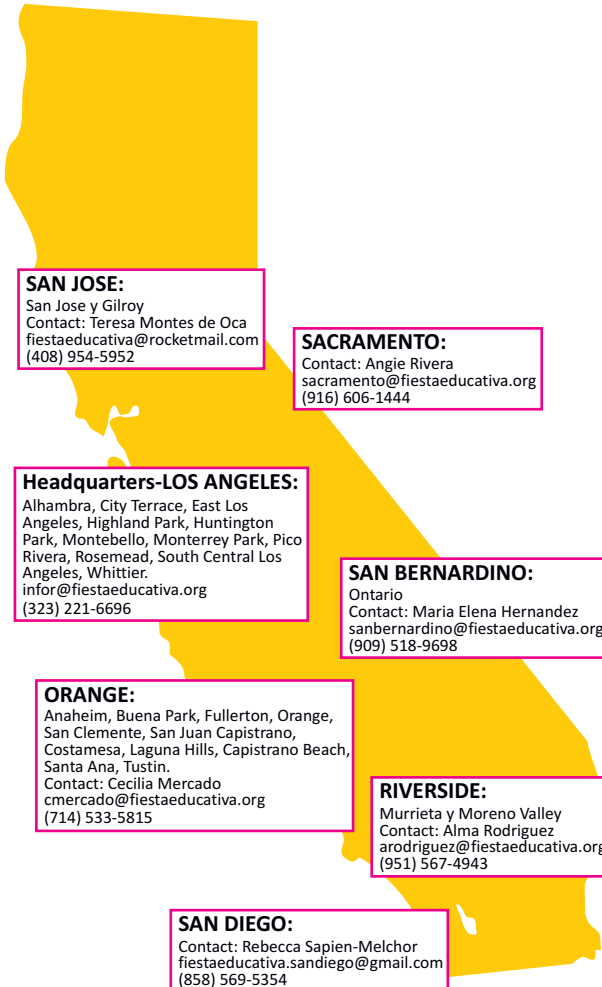 SAN JOSE:
San Jose y Gilroy
Contact: Teresa Montes de Oca
fiestaeducativa@rocketmail.com
(408) 954-5952
SACRAMENTO:
Contact: Angie Rivera
sacramento@fiestaeducativa.org
(916) 606-1444
Headquarters-LOS ANGELES:
Alhambra, City Terrace, East Los
Angeles, Highland Park, Huntington
Park, Montebello, Monterrey Park, Pico
Rivera, Rosemead, South Central Los
Angeles, Whittier.
infor@fiestaeducativa.org
(323) 221-6696
SAN BERNARDINO:
Ontario
Contact: Maria Elena Hernandez
sanbernardino@fiestaeducativa.org
(909) 518-9698
ORANGE:
Anaheim, Buena Park, Fullerton, Orange,
San Clemente, San Juan Capistrano,
Costamesa, Laguna Hills, Capistrano Beach,
Santa Ana, Tustin.
Contact: Cecilia Mercado
cmercado@fiestaeducativa.org
(714) 533-5815
RIVERSIDE:
Murrieta y Moreno Valley
Contact: Alma Rodriguez
arodriguez@fiestaeducativa.org
(951) 567-4943
SAN DIEGO:
Contact: Rebecca Sapien-Melchor
fiestaeducativa.sandiego@gmail.com
(858) 569-5354